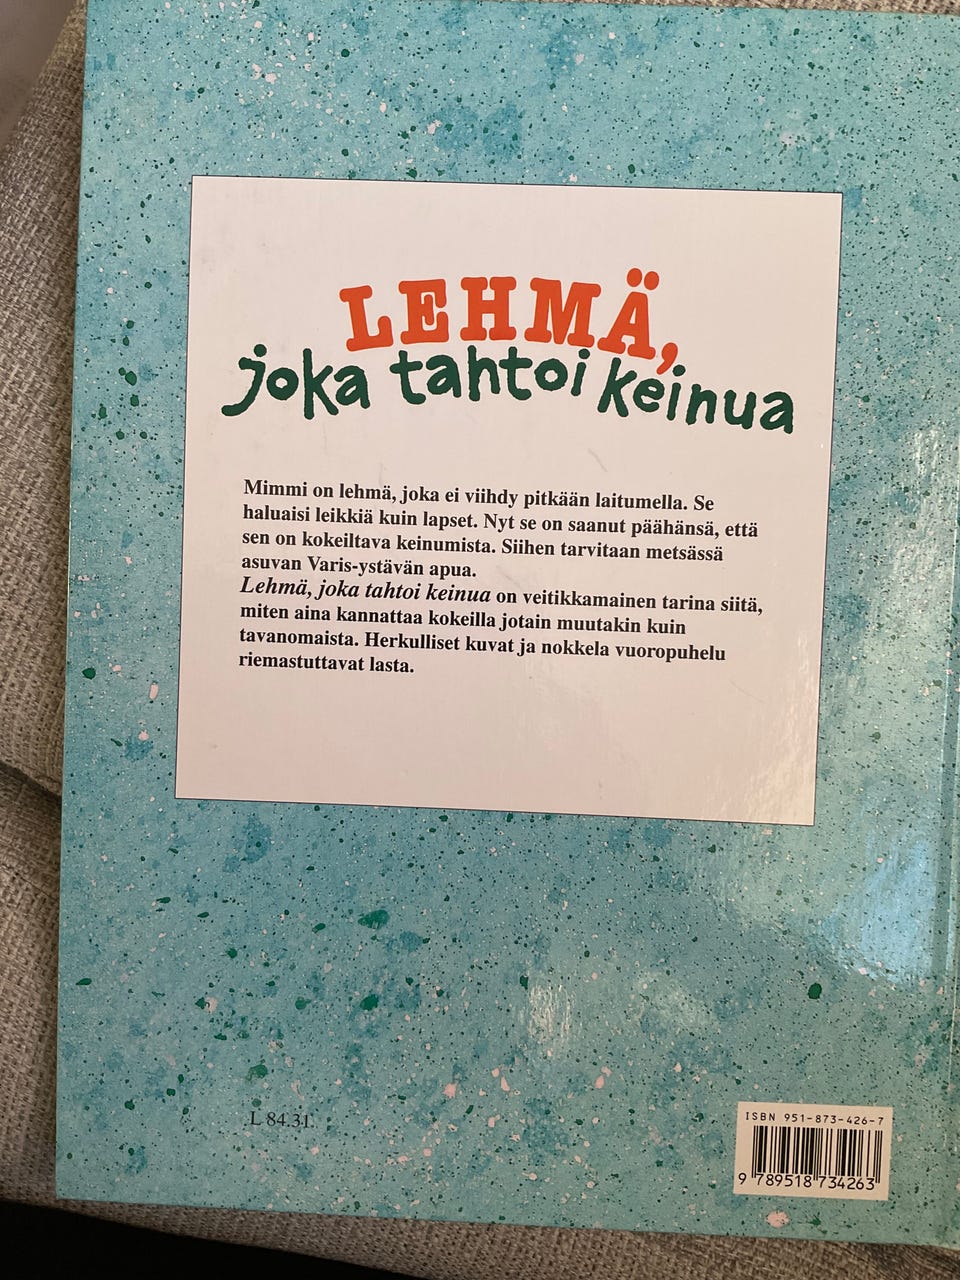 LEHMÄ,
joka tahtoi keinua
Mimmi on lehmä, joka ei viihdy pitkään laitumella. Se
haluaisi leikkiä kuin lapset. Nyt se on saanut päähänsä, että
sen on kokeiltava keinumista. Siihen tarvitaan metsässä
asuvan Varis-ystävän apua.
Lehmä, joka tahtoi keinua on veitikkamainen tarina siitä,
miten aina kannattaa kokeilla jotain muutakin kuin
tavanomaista. Herkulliset kuvat ja nokkela vuoropuhelu
riemastuttavat lasta.
L 84.31
ISBN 951-873-426-7
9 789518 734263